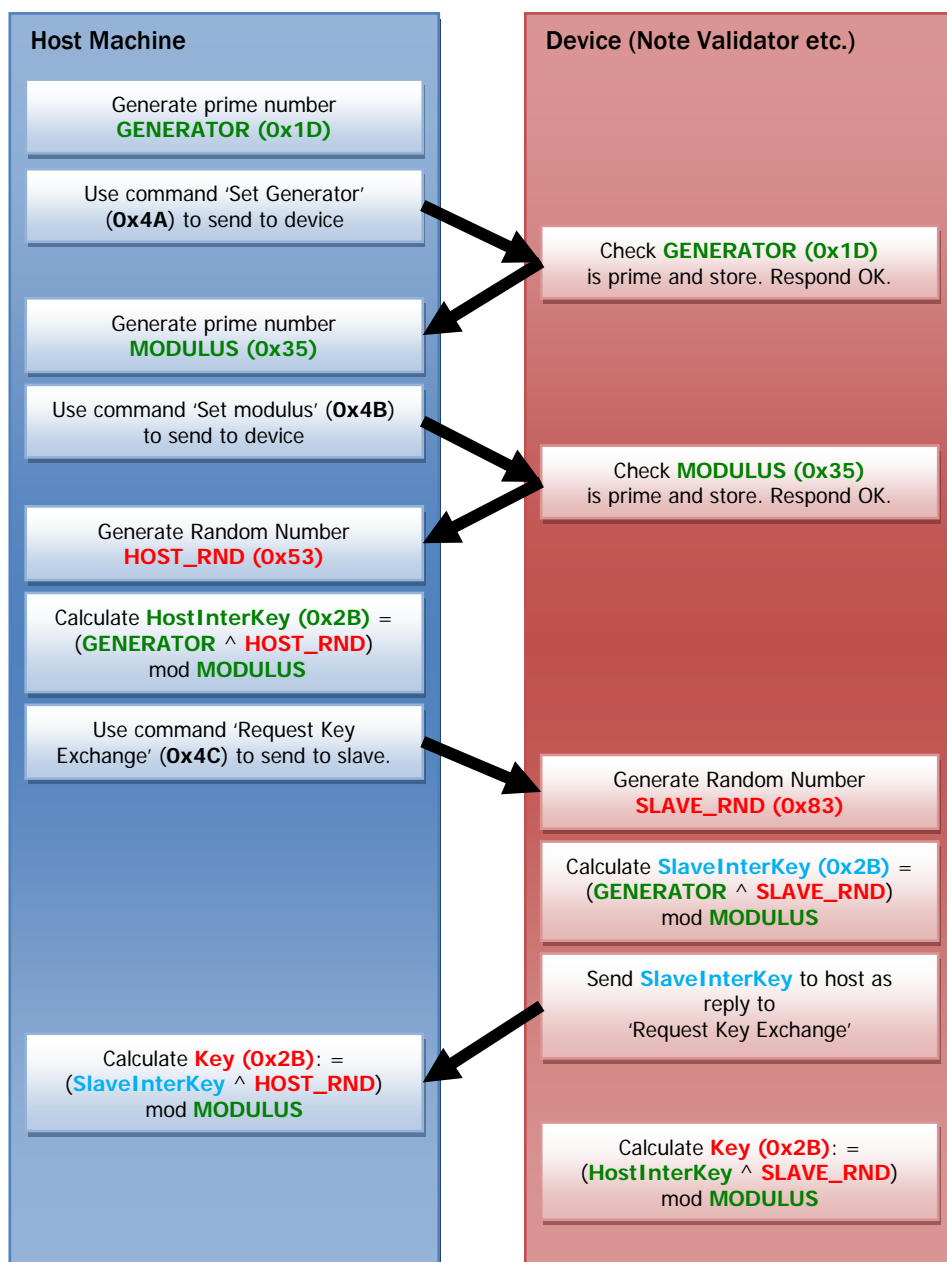 Host Machine
Generate prime number
GENERATOR (0x1D)
Use command ‘Set Generator’
(0x4A) to send to device
Generate prime number
MODULUS (0x35)
Use command ‘Set modulus’ (0x4B)
to send to device
Generate Random Number
HOST_RND (0x53)
Calculate HostInterKey (0x2B) =
(GENERATOR ^ HOST_RND)
mod MODULUS
Use command ‘Request Key
Exchange’ (0x4C) to send to slave.
Calculate Key (0x2B): =
(SlaveInterKey ^ HOST_RND)
mod MODULUS
Device (Note Validator etc.)
Check GENERATOR (0x1D)
is prime and store. Respond OK.
Check MODULUS (0x35)
is prime and store. Respond OK.
Generate Random Number
SLAVE_RND (0x83)
Calculate SlaveInterKey (0x2B) =
(GENERATOR ^ SLAVE_RND)
mod MODULUS
Send SlaveInterKey to host as
reply to
‘Request Key Exchange’
Calculate Key (0x2B): =
(HostInterKey ^ SLAVE_RND)
mod MODULUS